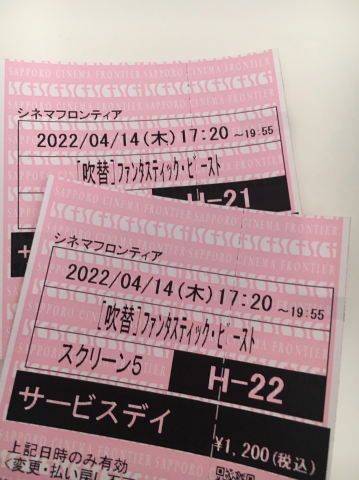 SAPPORO CINEMA FRONTIER SAPPORO CINEMA FRONTIER
シネマフロンティア
2022/04/14(木)17:20 ~19:55
[吹替]ファンタスティック・ビースト
H-21
SAPPORO CINEMA FRONTIER SAPPORO CINEMA FRONTIER
シネマフロンティア
2022/04/14(木)17:20 ~19:55
[吹替]ファンタスティック・ビースト
スクリーン5 H-22
サービスデイ ¥1,200(税込)
上記日時のみ有効